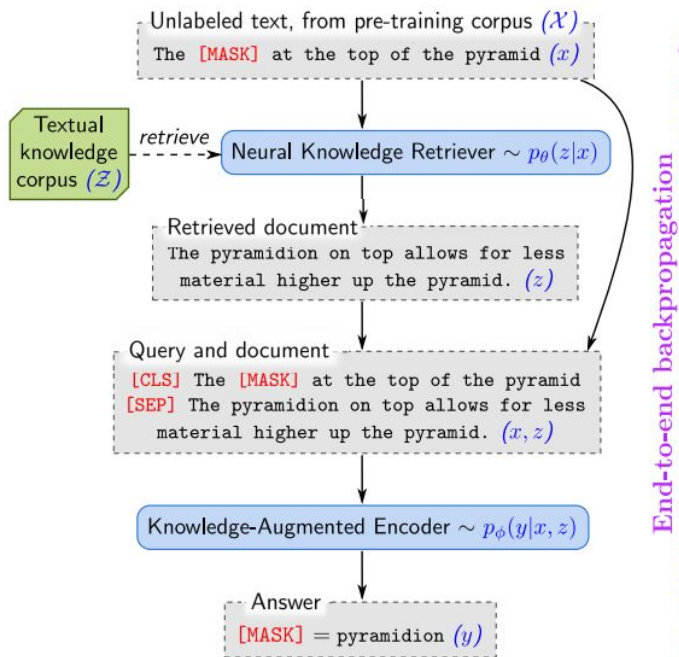 Unlabeled text, from pre-training corpus (𝒳)
The [MASK] at the top of the pyramid (x)
Textual
knowledge
corpus (𝒵)
retrieve
Neural Knowledge Retriever ∼ pθ(z|x)
Retrieved document
The pyramidion on top allows for less
material higher up the pyramid. (z)
Query and document
[CLS] The [MASK] at the top of the pyramid
[SEP] The pyramidion on top allows for less
material higher up the pyramid. (x, z)
Knowledge-Augmented Encoder ∼ pϕ(y|x, z)
Answer
[MASK] = pyramidion (y)
End-to-end backpropagation